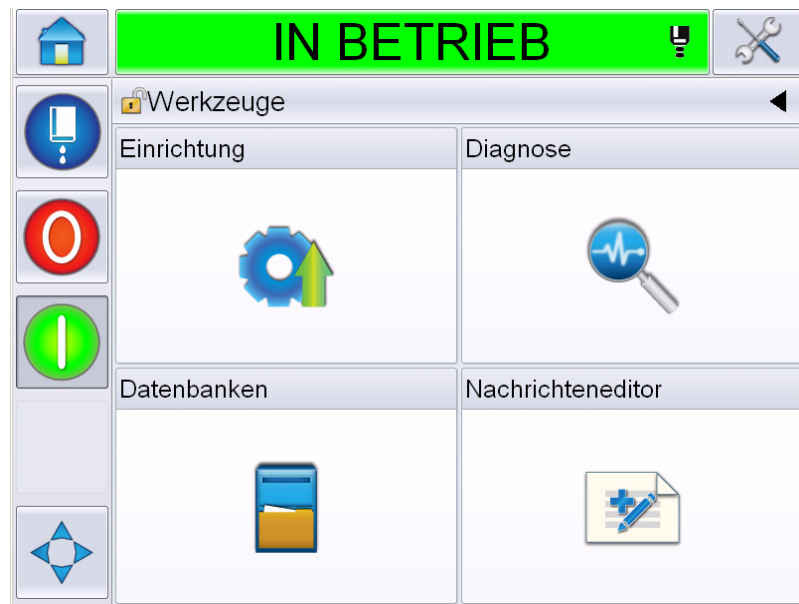 IN BETRIEB
Werkzeuge
Einrichtung
Diagnose
Datenbanken
Nachrichteneditor